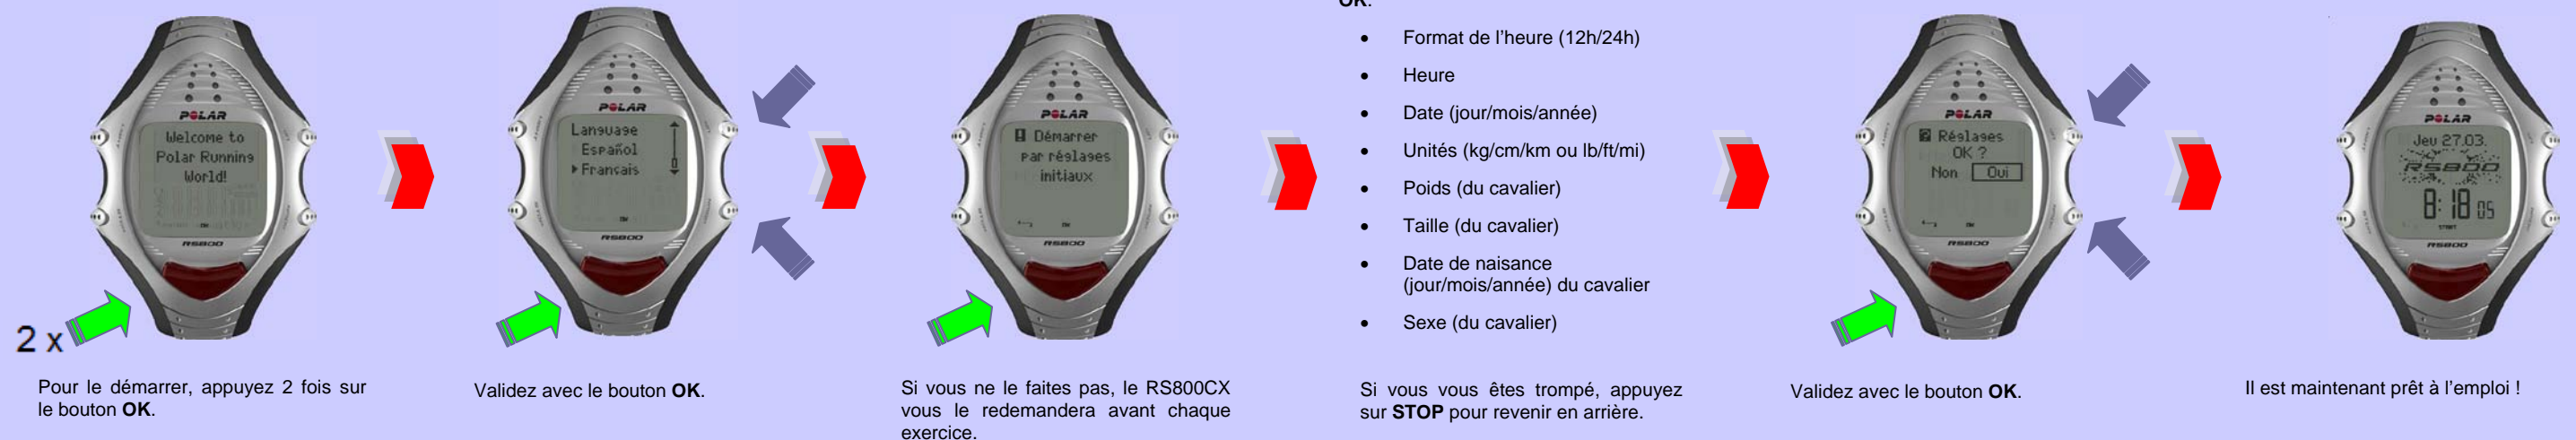 POLAR
Welcome to
Polar Running
World!
RS800
2 x
Pour le démarrer, appuyez 2 fois sur
le bouton OK.
POLAR
Language
Español
Français
RS800
Validez avec le bouton OK.
POLAR
Démarrer
par réglages
initiaux
RS800
Si vous ne le faites pas, le RS800CX
vous le redemandera avant chaque
exercice.
OK.
• Format de l’heure (12h/24h)
• Heure
• Date (jour/mois/année)
• Unités (kg/cm/km ou lb/ft/mi)
• Poids (du cavalier)
• Taille (du cavalier)
• Date de naisance
(jour/mois/année) du cavalier
• Sexe (du cavalier)
Si vous vous êtes trompé, appuyez
sur STOP pour revenir en arrière.
POLAR
Réglages
OK ?
Non Oui
RS800
Validez avec le bouton OK.
POLAR
Jeu 27.03.
RS800
8:18 05
START
RS800
Il est maintenant prêt à l’emploi !